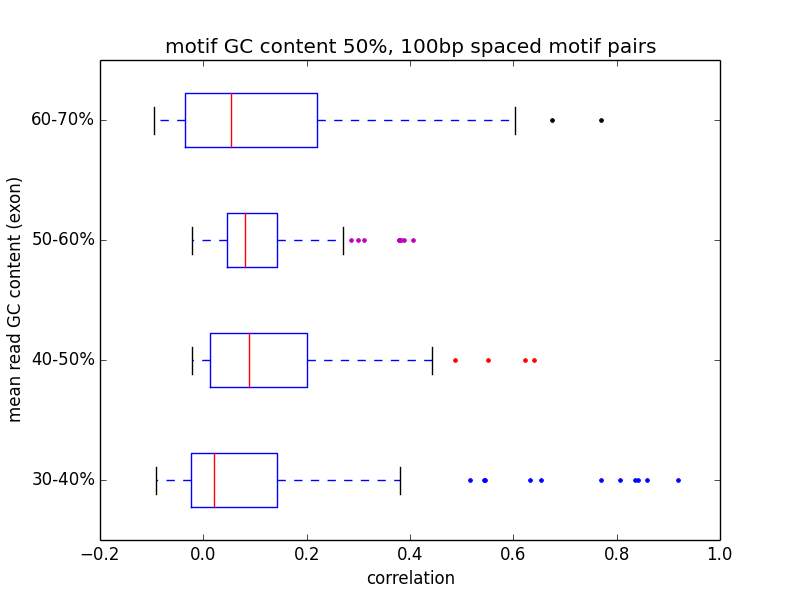 motif GC content 50%, 100bp spaced motif pairs
mean read GC content (exon)
60-70%
50-60%
40-50%
30-40%
−0.2 0.0 0.2 0.4 0.6 0.8 1.0
correlation